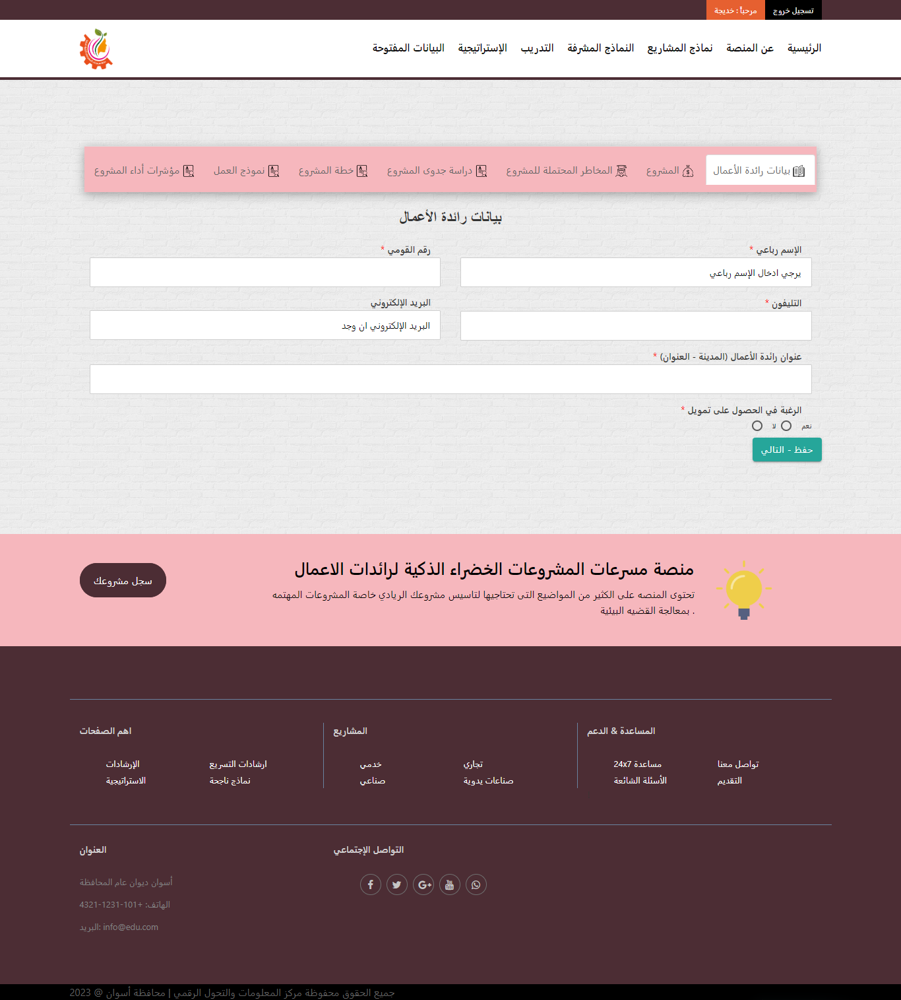 تسجيل خروج
مرحباً : خديجة
الرئيسية
عن المنصة
نماذج المشاريع
النماذج المشرفة
التدريب
الإستراتيجية
البيانات المفتوحة
بيانات رائدة الأعمال
المشروع
المخاطر المحتملة للمشروع
دراسة جدوى المشروع
خطة المشروع
نموذج العمل
مؤشرات أداء المشروع
بيانات رائدة الأعمال
الإسم رباعي *
يرجي ادخال الإسم رباعي
رقم القومي *
التليفون *
البريد الإلكتروني
البريد الإلكتروني ان وجد
عنوان رائدة الأعمال (المدينة - العنوان) *
الرغبة في الحصول على تمويل *
نعم
لا
حفظ - التالي
منصة مسرعات المشروعات الخضراء الذكية لرائدات الاعمال
تحتوى المنصه على الكثير من المواضيع التى تحتاجيها لتاسيس مشروعك الريادي خاصة المشروعات المهتمه
بمعالجة القضيه البيئية .
سجل مشروعك
المساعدة & الدعم
تواصل معنا
مساعدة 24x7
التقديم
الأسئلة الشائعة
المشاريع
تجاري
خدمي
صناعات يدوية
صناعي
اهم الصفحات
ارشادات التسريع
الإرشادات
نماذج ناجحة
الاستراتيجية
التواصل الإجتماعي
You Tube
العنوان
أسوان ديوان عام المحافظة
الهاتف: +101-1231-4321
البريد: info@edu.com
جميع الحقوق محفوظة مركز المعلومات والتحول الرقمي | محافظة أسوان @ 2023